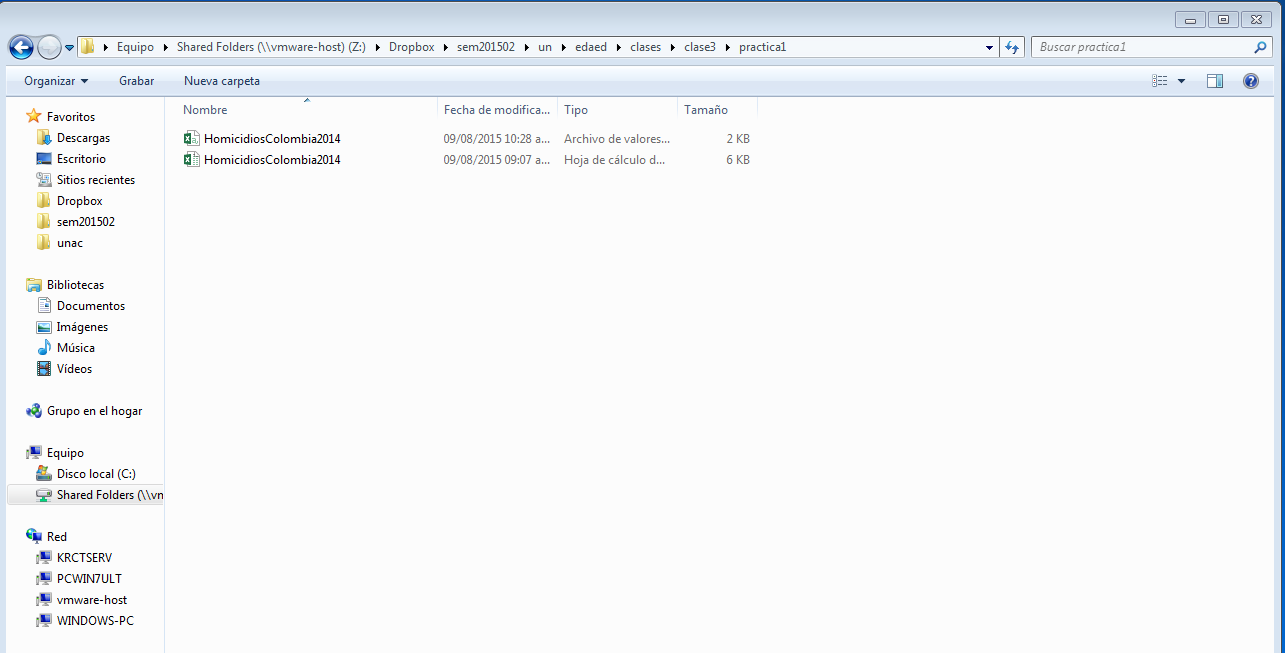 Equipo Shared Folders (\\vmware-host) (Z:) Dropbox sem201502 un edaed clases clase3 practica1 Buscar practica1
Organizar Grabar Nueva carpeta
Nombre Fecha de modifica... Tipo Tamaño
HomicidiosColombia2014 09/08/2015 10:28 a... Archivo de valores... 2 KB
HomicidiosColombia2014 09/08/2015 09:07 a... Hoja de cálculo d... 6 KB
Favoritos
Descargas
Escritorio
Sitios recientes
Dropbox
sem201502
unac
Bibliotecas
Documentos
Imágenes
Música
Vídeos
Grupo en el hogar
Equipo
Disco local (C:)
Shared Folders (\\vn
Red
KRCTSERV
PCWIN7ULT
vmware-host
WINDOWS-PC